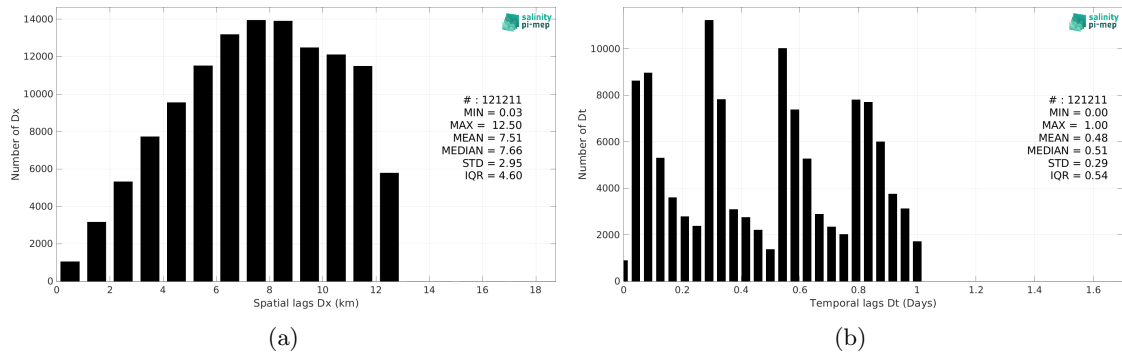 14000
12000
10000
8000
6000
4000
2000
0
Number of Dx
0 2 4 6 8 10 12 14 16 18
Spatial lags Dx (km)
salinity
pi-mep
# : 121211
MIN = 0.03
MAX = 12.50
MEAN = 7.51
MEDIAN = 7.66
STD = 2.95
IQR = 4.60
(a)
10000
8000
6000
4000
2000
0
Number of Dt
0 0.2 0.4 0.6 0.8 1 1.2 1.4 1.6
Temporal lags Dt (Days)
salinity
pi-mep
# : 121211
MIN = 0.00
MAX = 1.00
MEAN = 0.48
MEDIAN = 0.51
STD = 0.29
IQR = 0.54
(b)